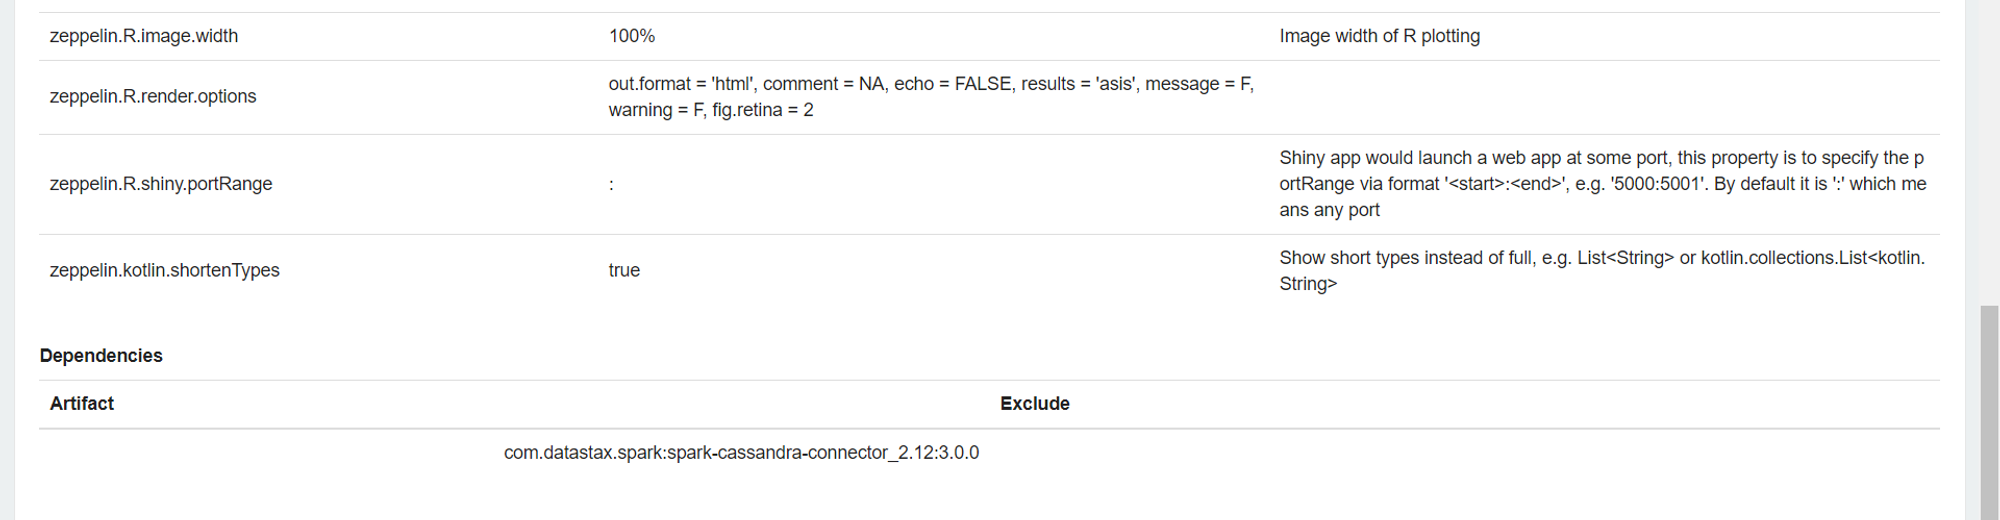 zeppelin.R.image.width 100% Image width of R plotting
zeppelin.R.render.options
out.format = 'html', comment = NA, echo = FALSE, results = 'asis', message = F,
warning = F, fig.retina = 2
zeppelin.R.shiny.portRange
:
Shiny app would launch a web app at some port, this property is to specify the p
ortRange via format '<start>:<end>', e.g. '5000:5001'. By default it is ':' which me
ans any port
zeppelin.kotlin.shortenTypes
true
Show short types instead of full, e.g. List<String> or kotlin.collections.List<kotlin.
String>
Dependencies
Artifact Exclude
com.datastax.spark:spark-cassandra-connector_2.12:3.0.0